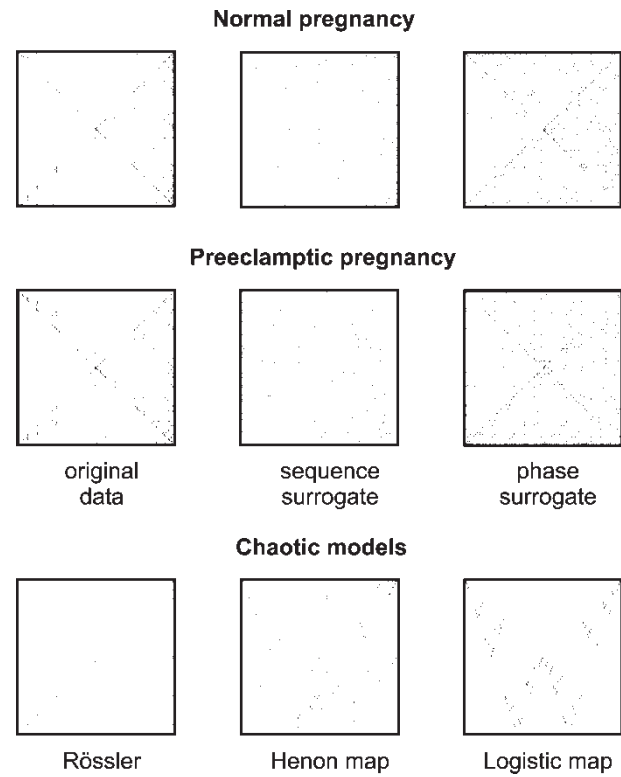 Normal pregnancy
Preeclamptic pregnancy
original data
sequence surrogate
phase surrogate
Chaotic models
Rössler
Henon map
Logistic map